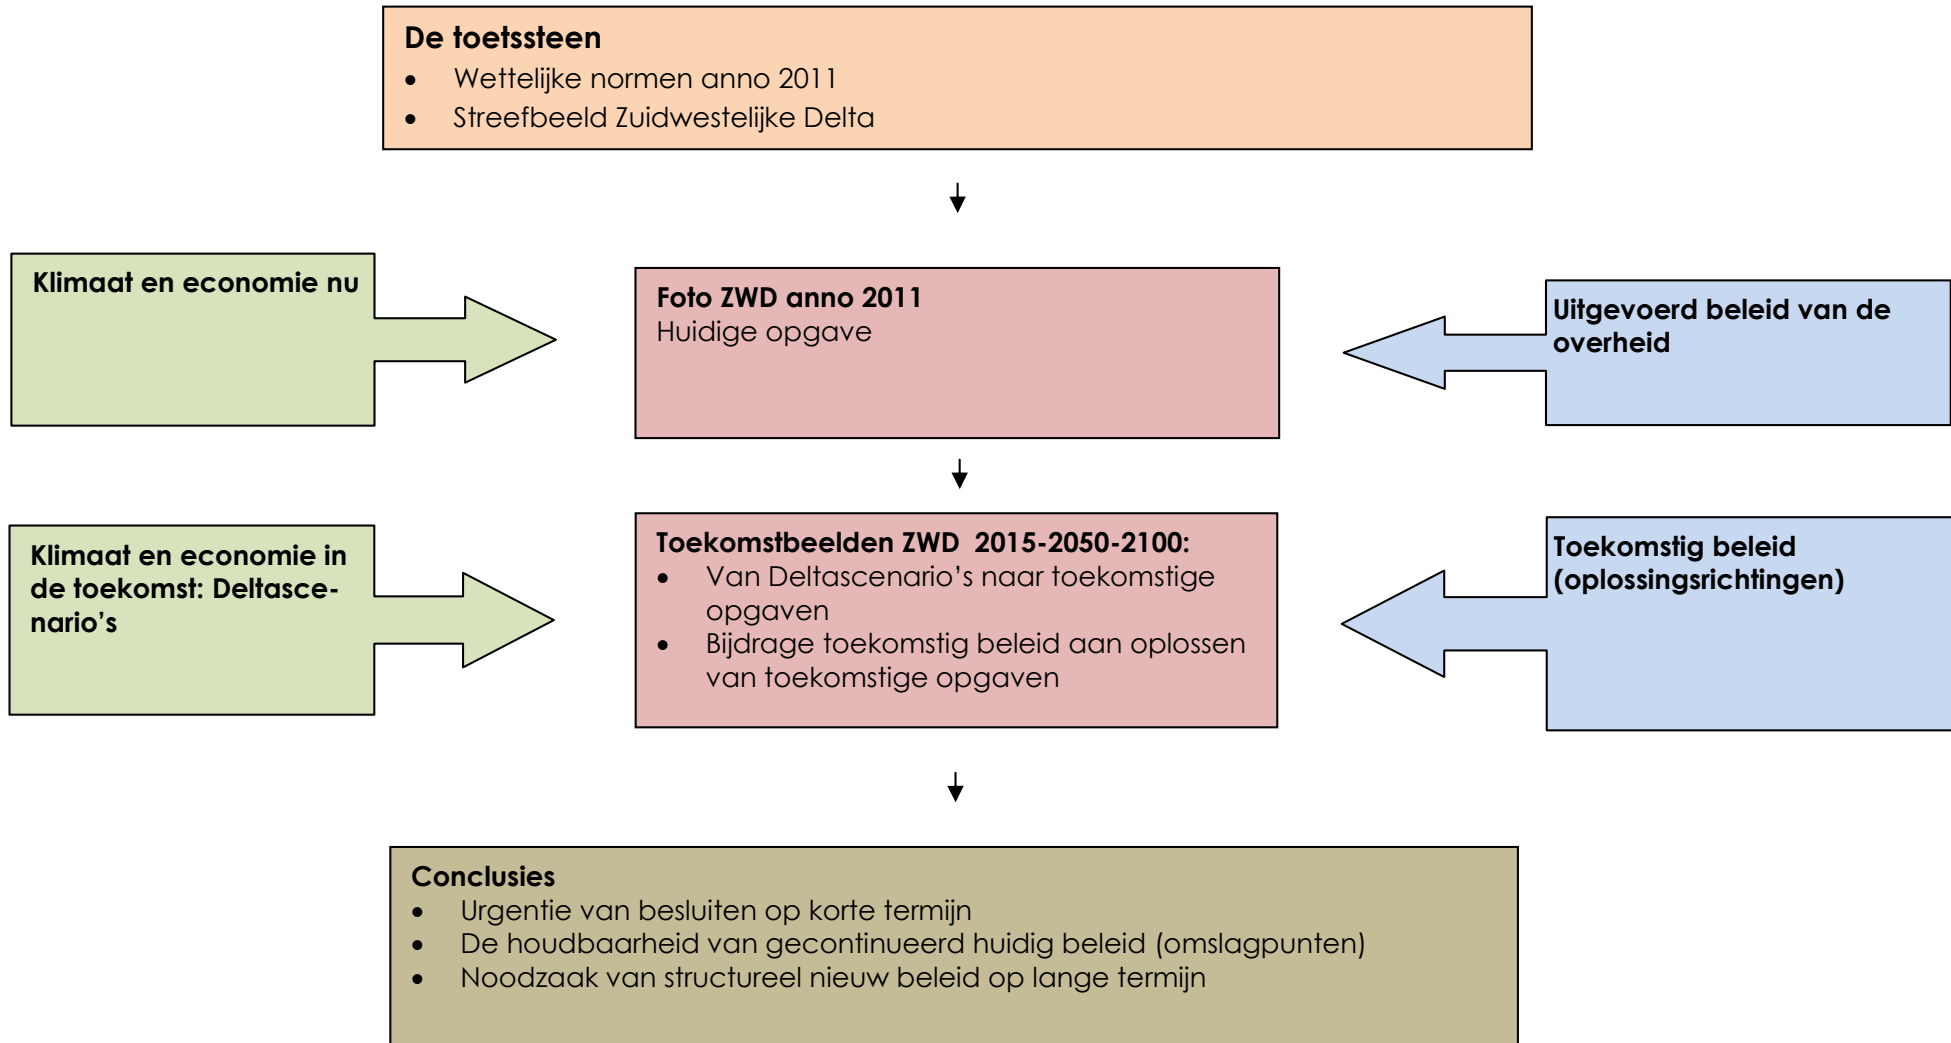 De toetssteen
• Wettelijke normen anno 2011
• Streefbeeld Zuidwestelijke Delta
Klimaat en economie nu
Foto ZWD anno 2011
Huidige opgave
Uitgevoerd beleid van de
overheid
Klimaat en economie in
de toekomst: Deltasce-
nario’s
Toekomstbeelden ZWD  2015-2050-2100:
• Van Deltascenario’s naar toekomstige
opgaven
• Bijdrage toekomstig beleid aan oplossen
van toekomstige opgaven
Toekomstig beleid
(oplossingsrichtingen)
Conclusies
• Urgentie van besluiten op korte termijn
• De houdbaarheid van gecontinueerd huidig beleid (omslagpunten)
• Noodzaak van structureel nieuw beleid op lange termijn